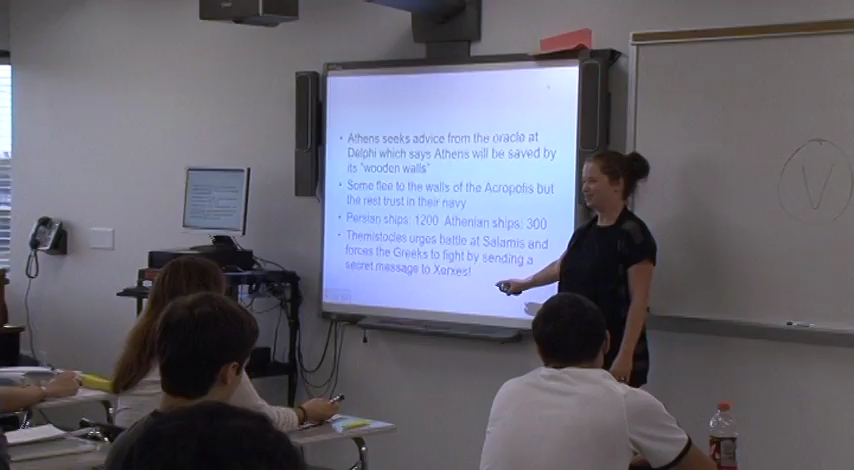 • Athens seeks advice from the oracle at
Delphi which says Athens will be saved by
its "wooden walls"
• Some flee to the walls of the Acropolis but
the rest trust in their navy
• Persian ships: 1200 Athenian ships: 300
• Themistocles urges battle at Salamis and
forces the Greeks to fight by sending a
secret message to Xerxes!
V